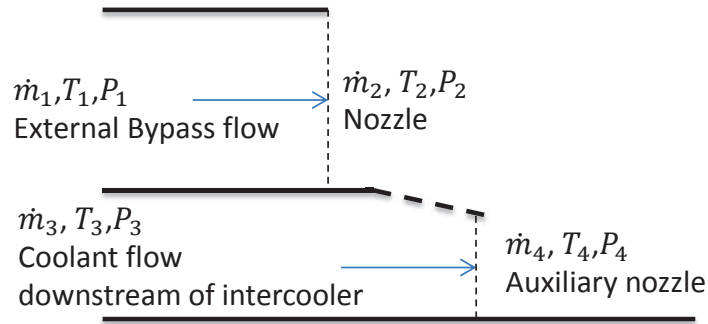 ṁ₁,T₁,P₁
External Bypass flow
ṁ₂, T₂,P₂
Nozzle
ṁ₃, T₃,P₃
Coolant flow
downstream of intercooler
ṁ₄, T₄,P₄
Auxiliary nozzle